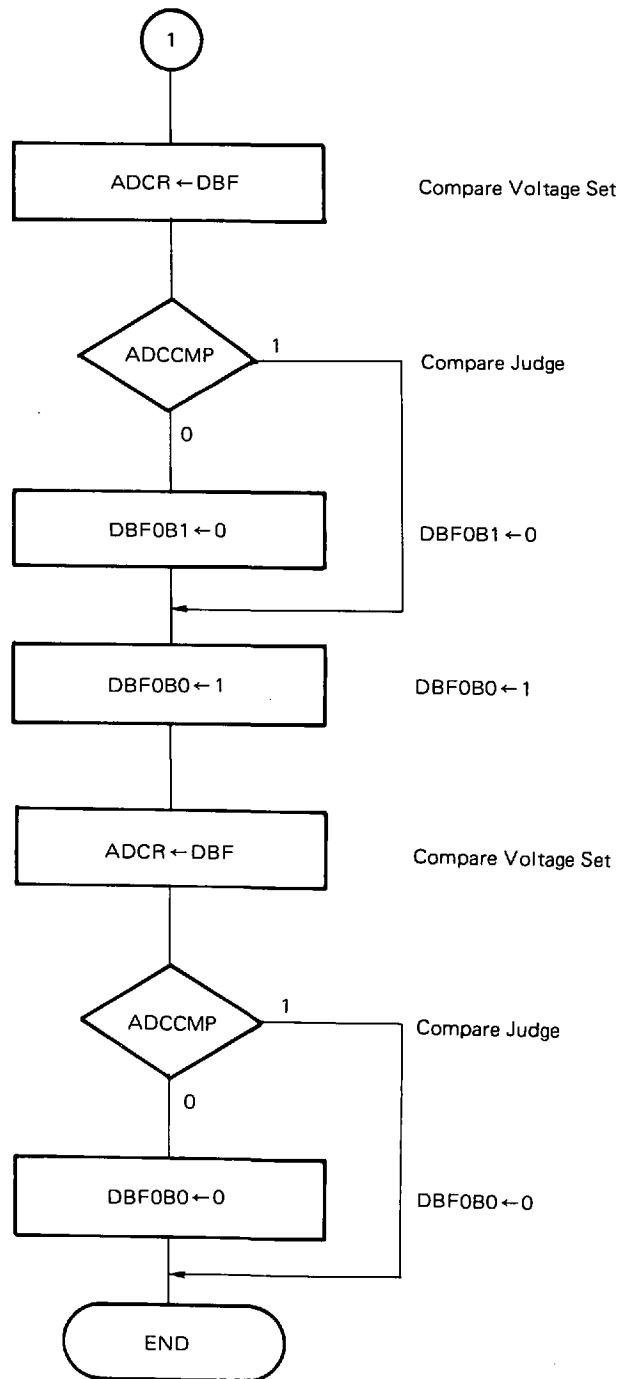 1
ADCR←DBF
Compare Voltage Set
ADCCMP
1
Compare Judge
0
DBF0B1←0
DBF0B1←0
DBF0B0←1
DBF0B0←1
ADCR←DBF
Compare Voltage Set
ADCCMP
1
Compare Judge
0
DBF0B0←0
DBF0B0←0
END